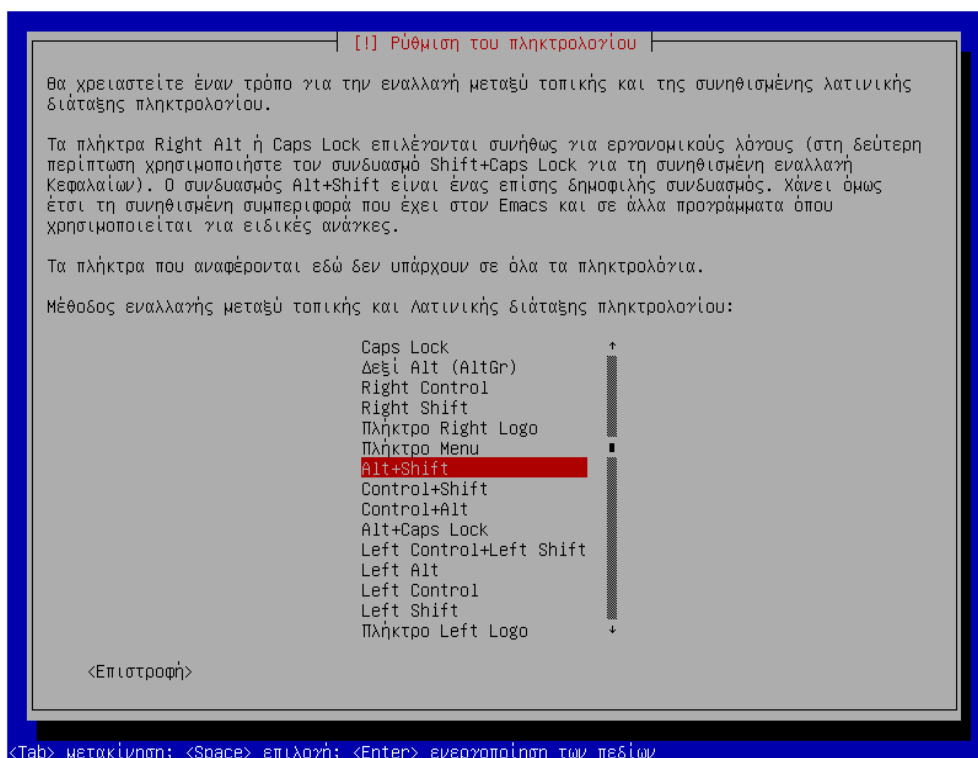 [!] Ρύθμιση του πληκτρολογίου
Θα χρειαστείτε έναν τρόπο για την εναλλαγή μεταξύ τοπικής και της συνηθισμένης λατινικής
διάταξης πληκτρολογίου.
Τα πλήκτρα Right Alt ή Caps Lock επιλέγονται συνήθως για εργονομικούς λόγους (στη δεύτερη
περίπτωση χρησιμοποιήστε τον συνδυασμό Shift+Caps Lock για τη συνηθισμένη εναλλαγή
Κεφαλαίων). Ο συνδυασμός Alt+Shift είναι ένας επίσης δημοφιλής συνδυασμός. Χάνει όμως
έτσι τη συνηθισμένη συμπεριφορά που έχει στον Emacs και σε άλλα προγράμματα όπου
χρησιμοποιείται για ειδικές ανάγκες.
Τα πλήκτρα που αναφέρονται εδώ δεν υπάρχουν σε όλα τα πληκτρολόγια.
Μέθοδος εναλλαγής μεταξύ τοπικής και Λατινικής διάταξης πληκτρολογίου:
Caps Lock
Δεξί Alt (AltGr)
Right Control
Right Shift
Πλήκτρο Right Logo
Πλήκτρο Menu
Alt+Shift
Control+Shift
Control+Alt
Alt+Caps Lock
Left Control+Left Shift
Left Alt
Left Control
Left Shift
Πλήκτρο Left Logo
<Επιστροφή>
<Tab> μετακίνηση; <Space> επιλογή; <Enter> ενεργοποίηση των πεδίων